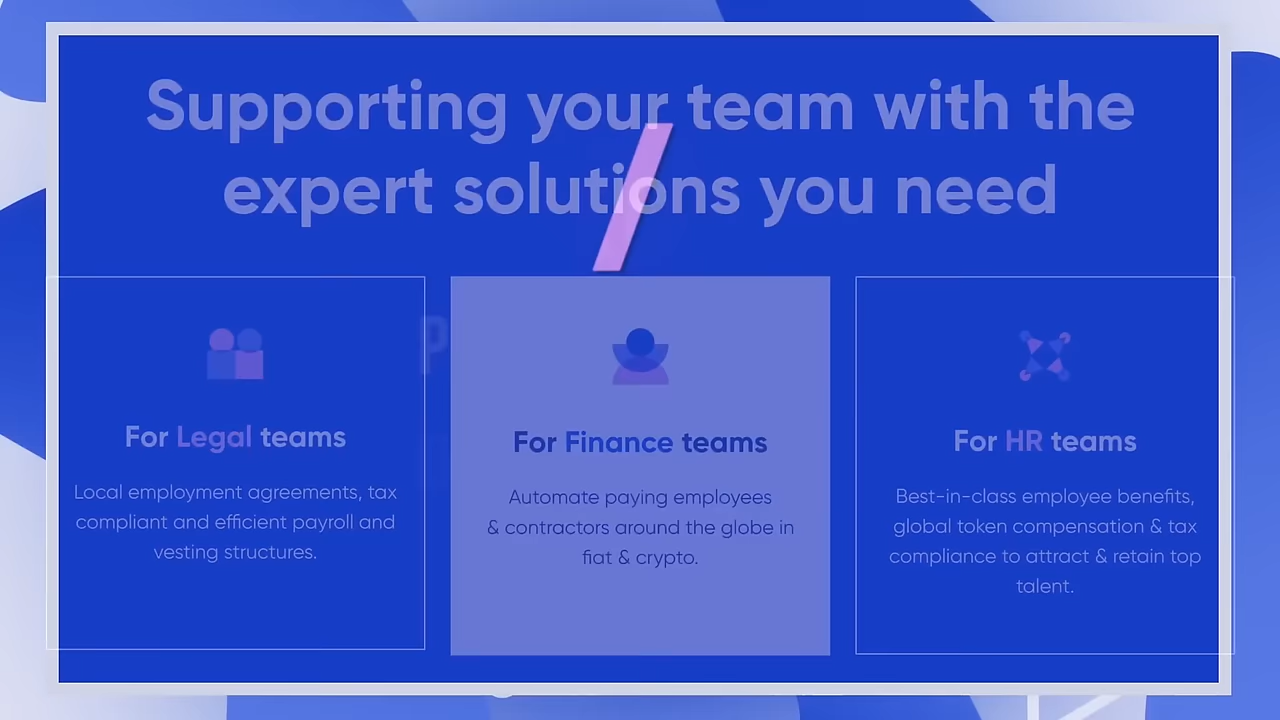 Supporting your team with the
expert solutions you need
For Legal teams
Local employment agreements, tax
compliant and efficient payroll and
vesting structures.
For Finance teams
Automate paying employees
& contractors around the globe in
fiat & crypto.
For HR teams
Best-in-class employee benefits,
global token compensation & tax
compliance to attract & retain top
talent.